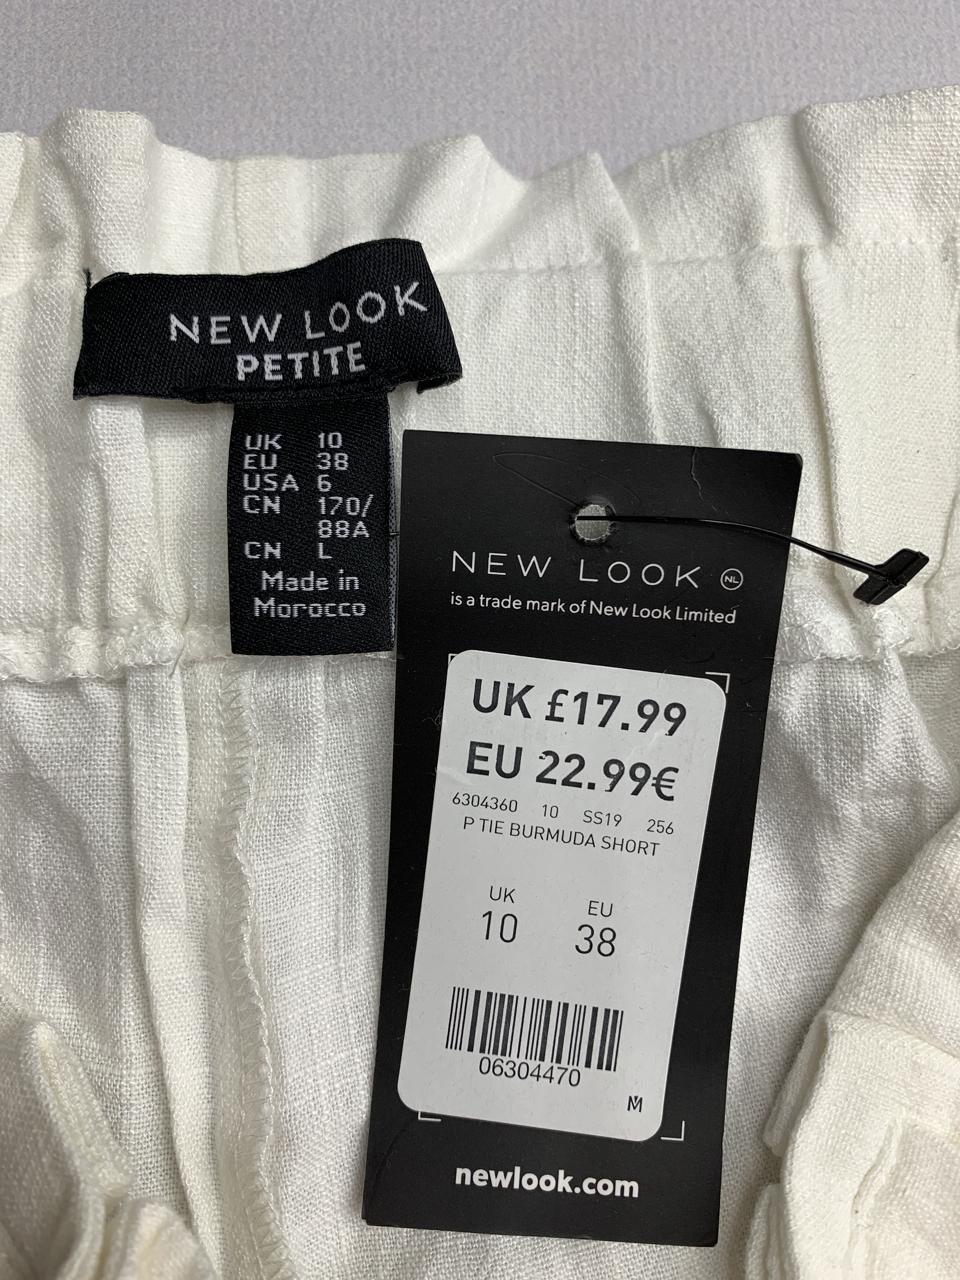 NEW LOOK
PETITE
UK 10
EU 38
USA 6
CN 170/
88A
CN L
Made in
Morocco
NEW LOOK NL
is a trade mark of New Look Limited
UK £17.99
EU 22.99€
6304360 10 SS19 256
P TIE BURMUDA SHORT
UK EU
10 38
06304470
M
newlook.com